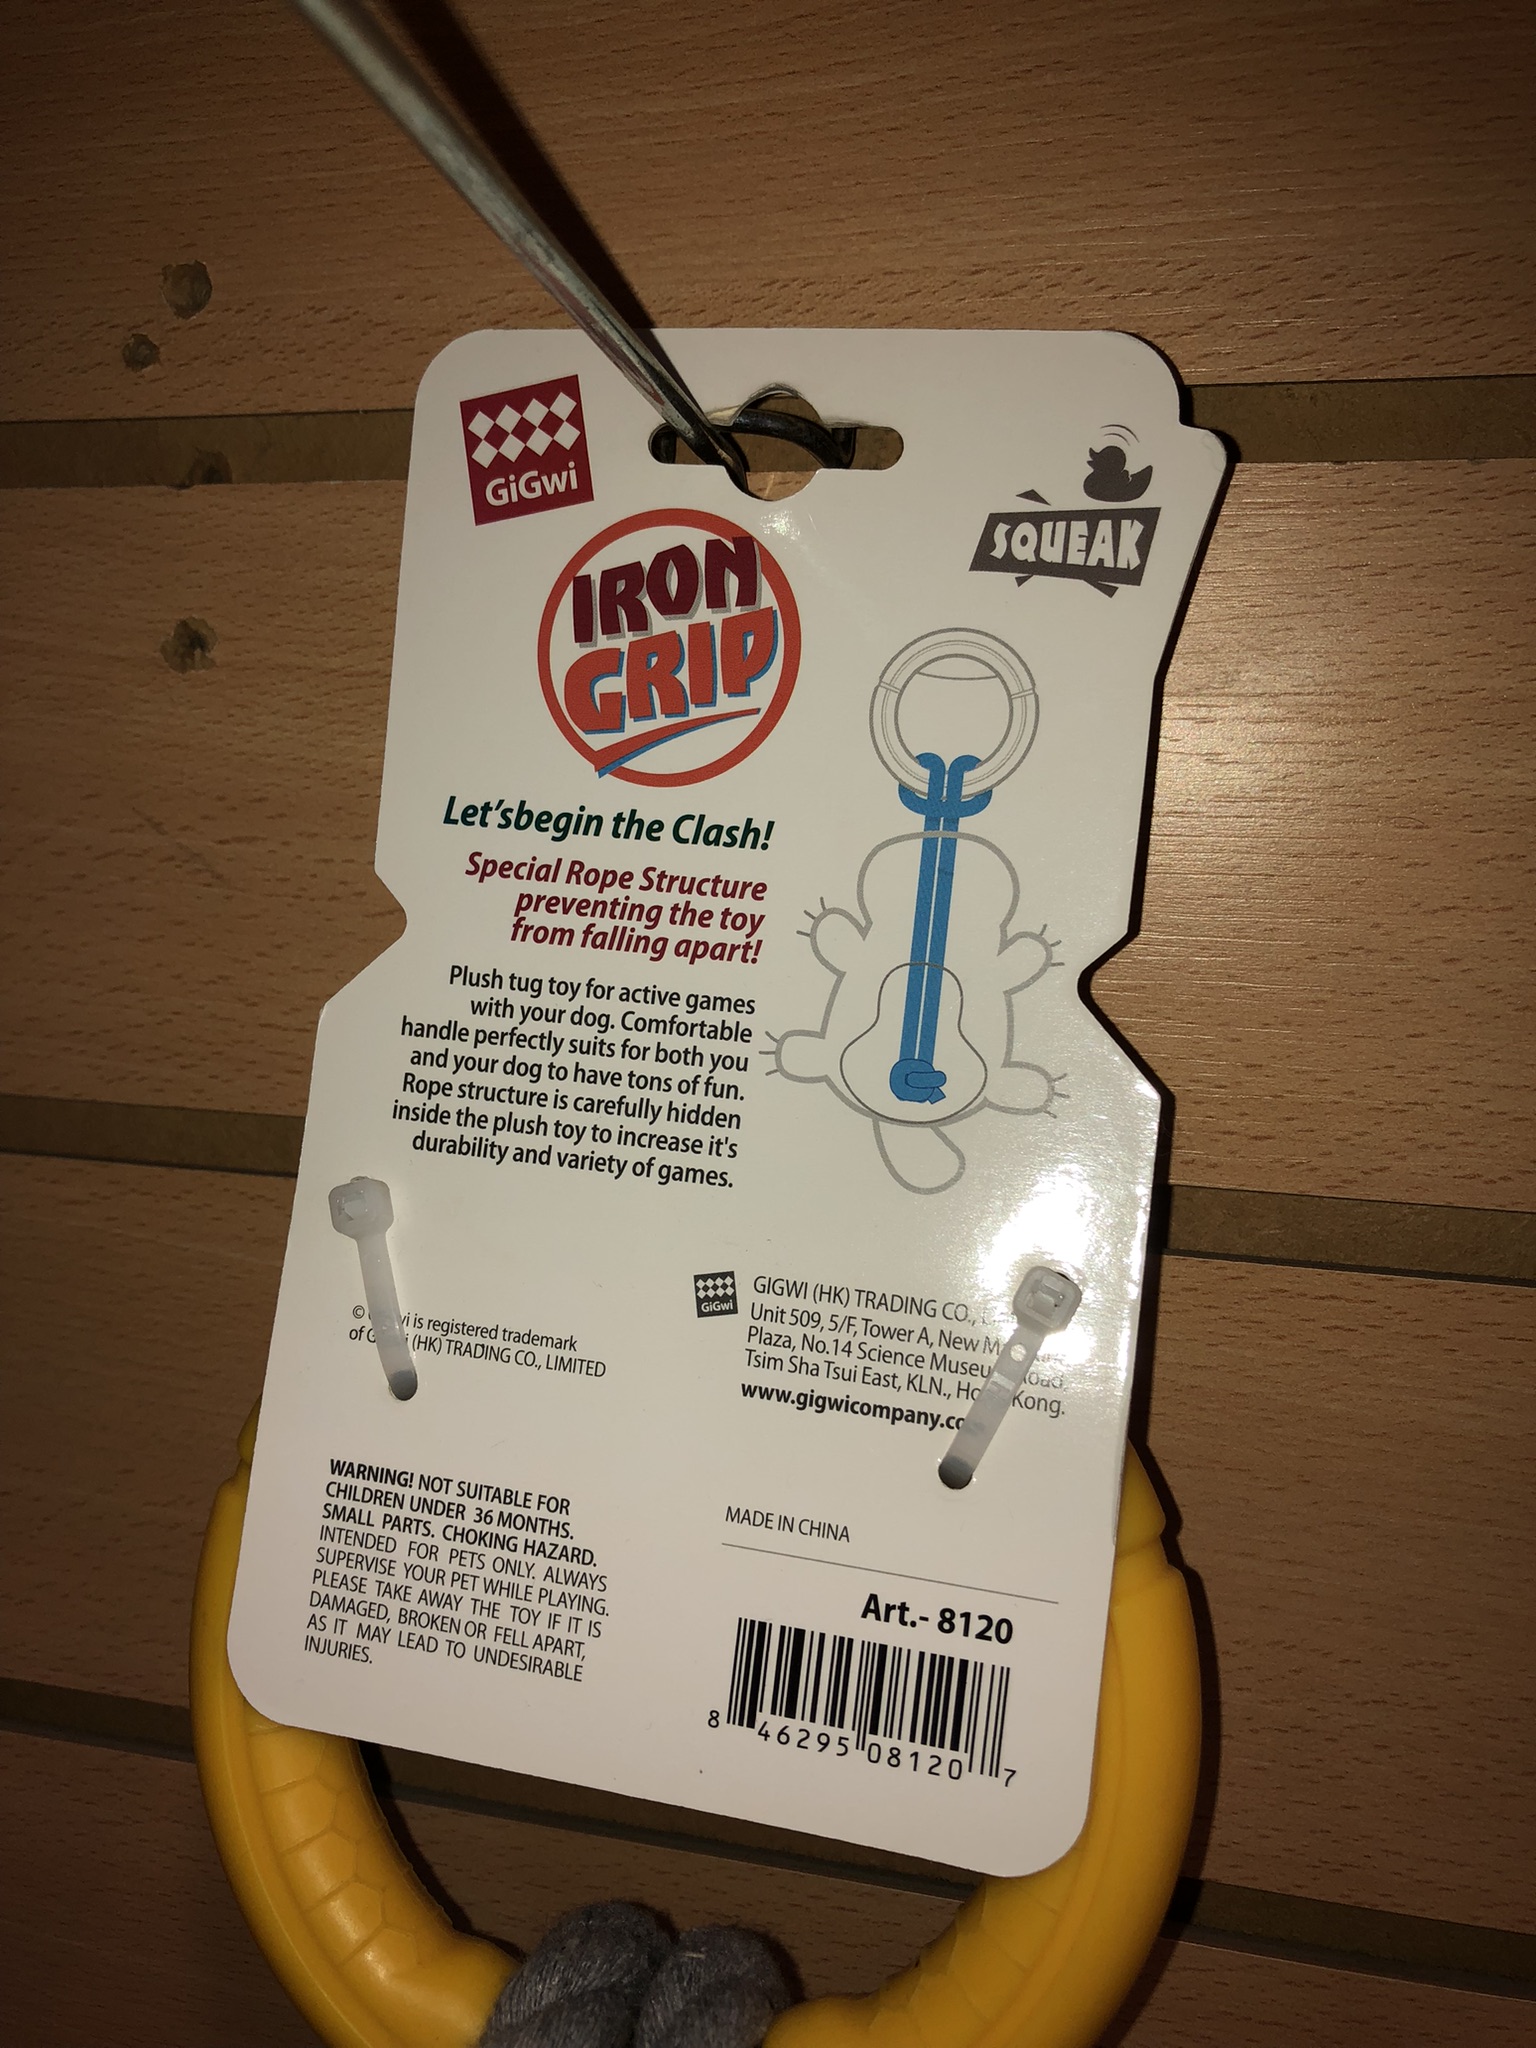 GiGwi
SQUEAK
IRON
GRIP
Let'sbegin the Clash!
Special Rope Structure
preventing the toy
from falling apart!
Plush tug toy for active games
with your dog. Comfortable
handle perfectly suits for both you
and your dog to have tons of fun.
Rope structure is carefully hidden
inside the plush toy to increase it's
durability and variety of games.
© is registered trademark
of (HK) TRADING CO., LIMITED
GiGwi
GIGWI (HK) TRADING CO.,
Unit 509, 5/F, Tower A, New
Plaza, No.14 Science
Tsim Sha Tsui East, KLN., Kong.
WARNING! NOT SUITABLE FOR
CHILDREN UNDER 36 MONTHS.
SMALL PARTS. CHOKING HAZARD.
INTENDED FOR PETS ONLY. ALWAYS
SUPERVISE YOUR PET WHILE PLAYING.
PLEASE TAKE AWAY THE TOY IF IT IS
DAMAGED, BROKEN OR FELL APART,
AS IT MAY LEAD TO UNDESIRABLE
INJURIES.
MADE IN CHINA
Art.- 8120
8 46295 08120 7